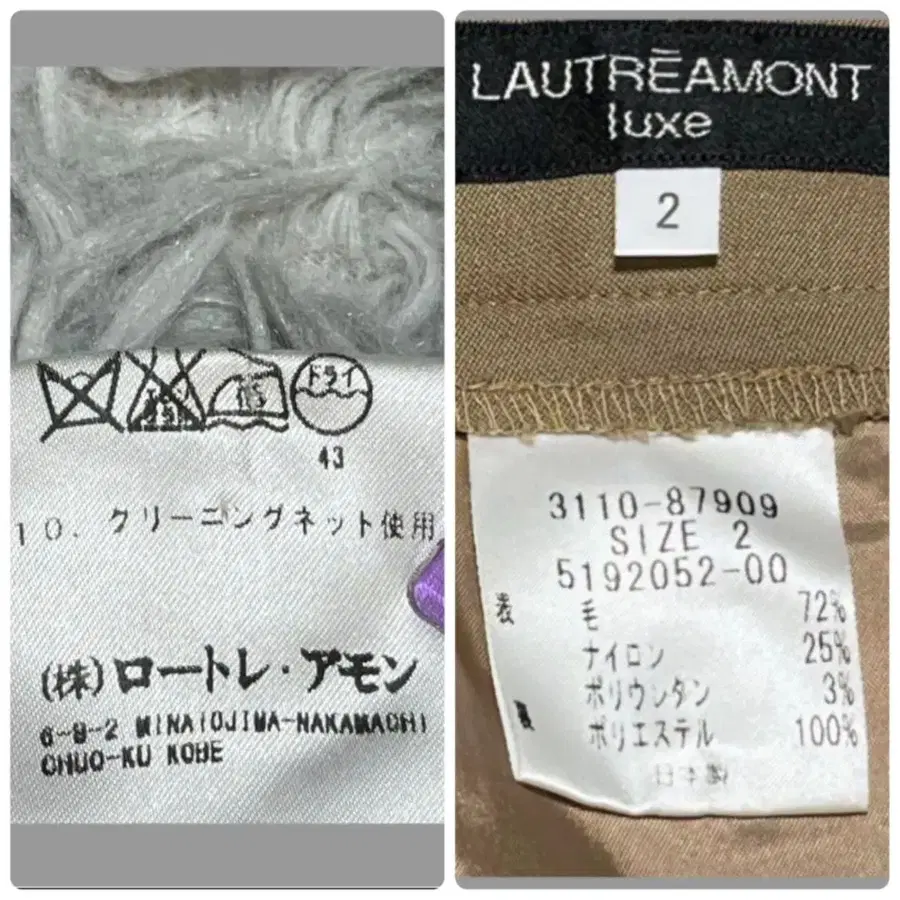 ドライ
43
10. クリーニングネット使用
(株)ロートレ・アモン
6-9-2 MINATOJIMA-NAKAMACHI
CHUO-KU KOBE
LAUTRĒAMONT
luxe
2
3110-87909
SIZE 2
5192052-00
表 毛 72%
ナイロン 25%
ポリウレタン 3%
裏 ポリエステル 100%
日本製